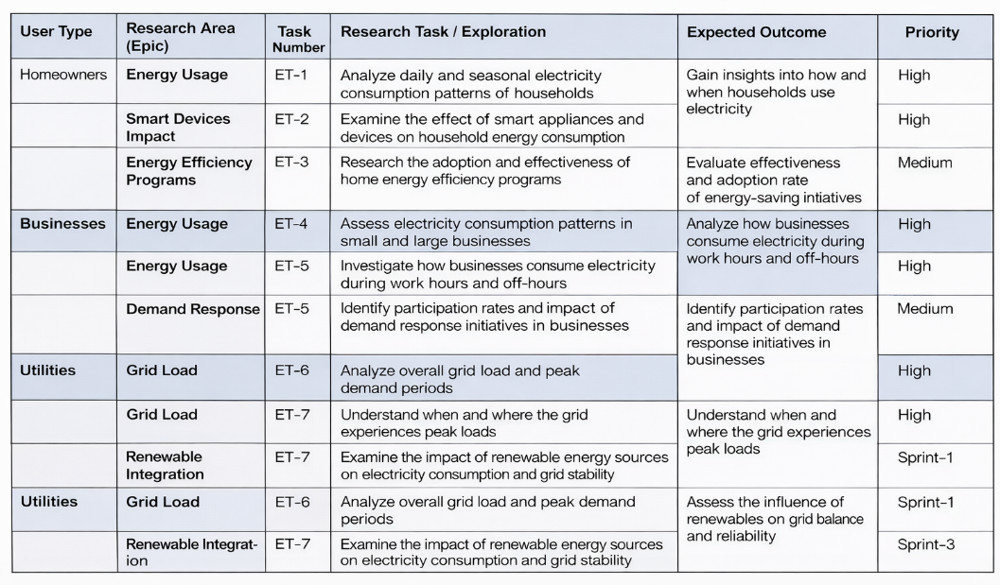 User Type
Research Area
(Epic)
Task
Number
Research Task / Exploration
Expected Outcome
Priority
Homeowners
Energy Usage
ET-1
Analyze daily and seasonal electricity
consumption patterns of households
Gain insights into how and
when households use
electricity
High
Smart Devices
Impact
ET-2
Examine the effect of smart appliances and
devices on household energy consumption
High
Energy Efficiency
Programs
ET-3
Research the adoption and effectiveness of
home energy efficiency programs
Evaluate effectiveness
and adoption rate
of energy-saving intiatives
Medium
Businesses
Energy Usage
ET-4
Assess electricity consumption patterns in
small and large businesses
Analyze how businesses
consume electricity during
work hours and off-hours
High
Energy Usage
ET-5
Investigate how businesses consume electricity
during work hours and off-hours
High
Demand Response
ET-5
Identify participation rates and impact of
demand response initiatives in businesses
Identify participation rates
and impact of demand
response initiatives in
businesses
Medium
Utilities
Grid Load
ET-6
Analyze overall grid load and peak
demand periods
High
Grid Load
ET-7
Understand when and where the grid
experiences peak loads
Understand when and
where the grid experiences
peak loads
High
Renewable
Integration
ET-7
Examine the impact of renewable energy sources
on electricity consumption and grid stability
Sprint-1
Utilities
Grid Load
ET-6
Analyze overall grid load and peak demand
periods
Assess the influence of
renewables on grid balance
and reliability
Sprint-1
Renewable Integrat-
ion
ET-7
Examine the impact of renewable energy sources
on electricity consumption and grid stability
Sprint-3